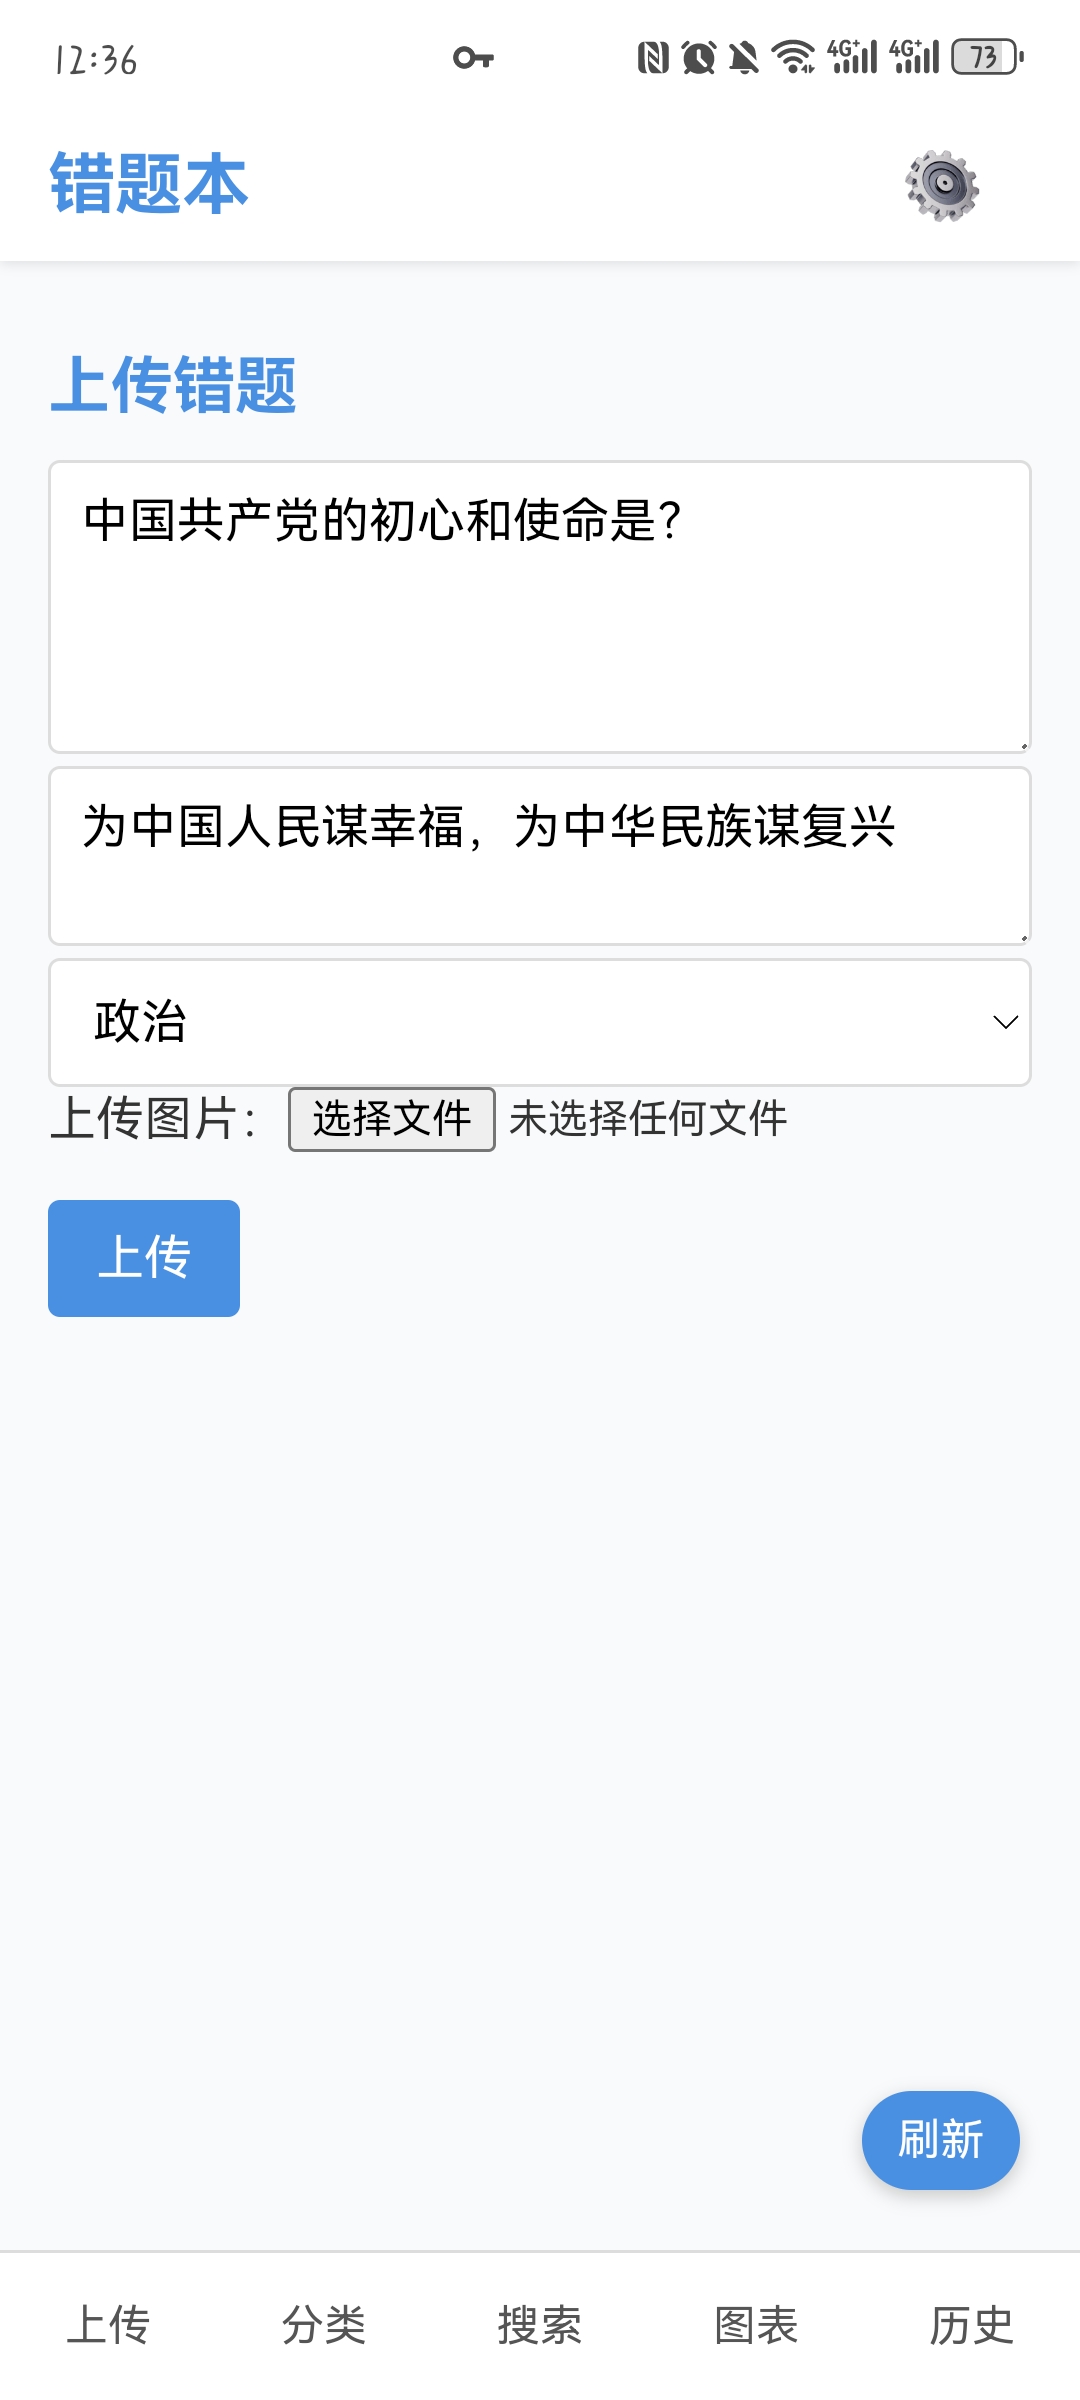 12:36
4G+ 4G+ 73
错题本
上传错题
中国共产党的初心和使命是？
为中国人民谋幸福，为中华民族谋复兴
政治
上传图片： 选择文件 未选择任何文件
上传
刷新
上传 分类 搜索 图表 历史